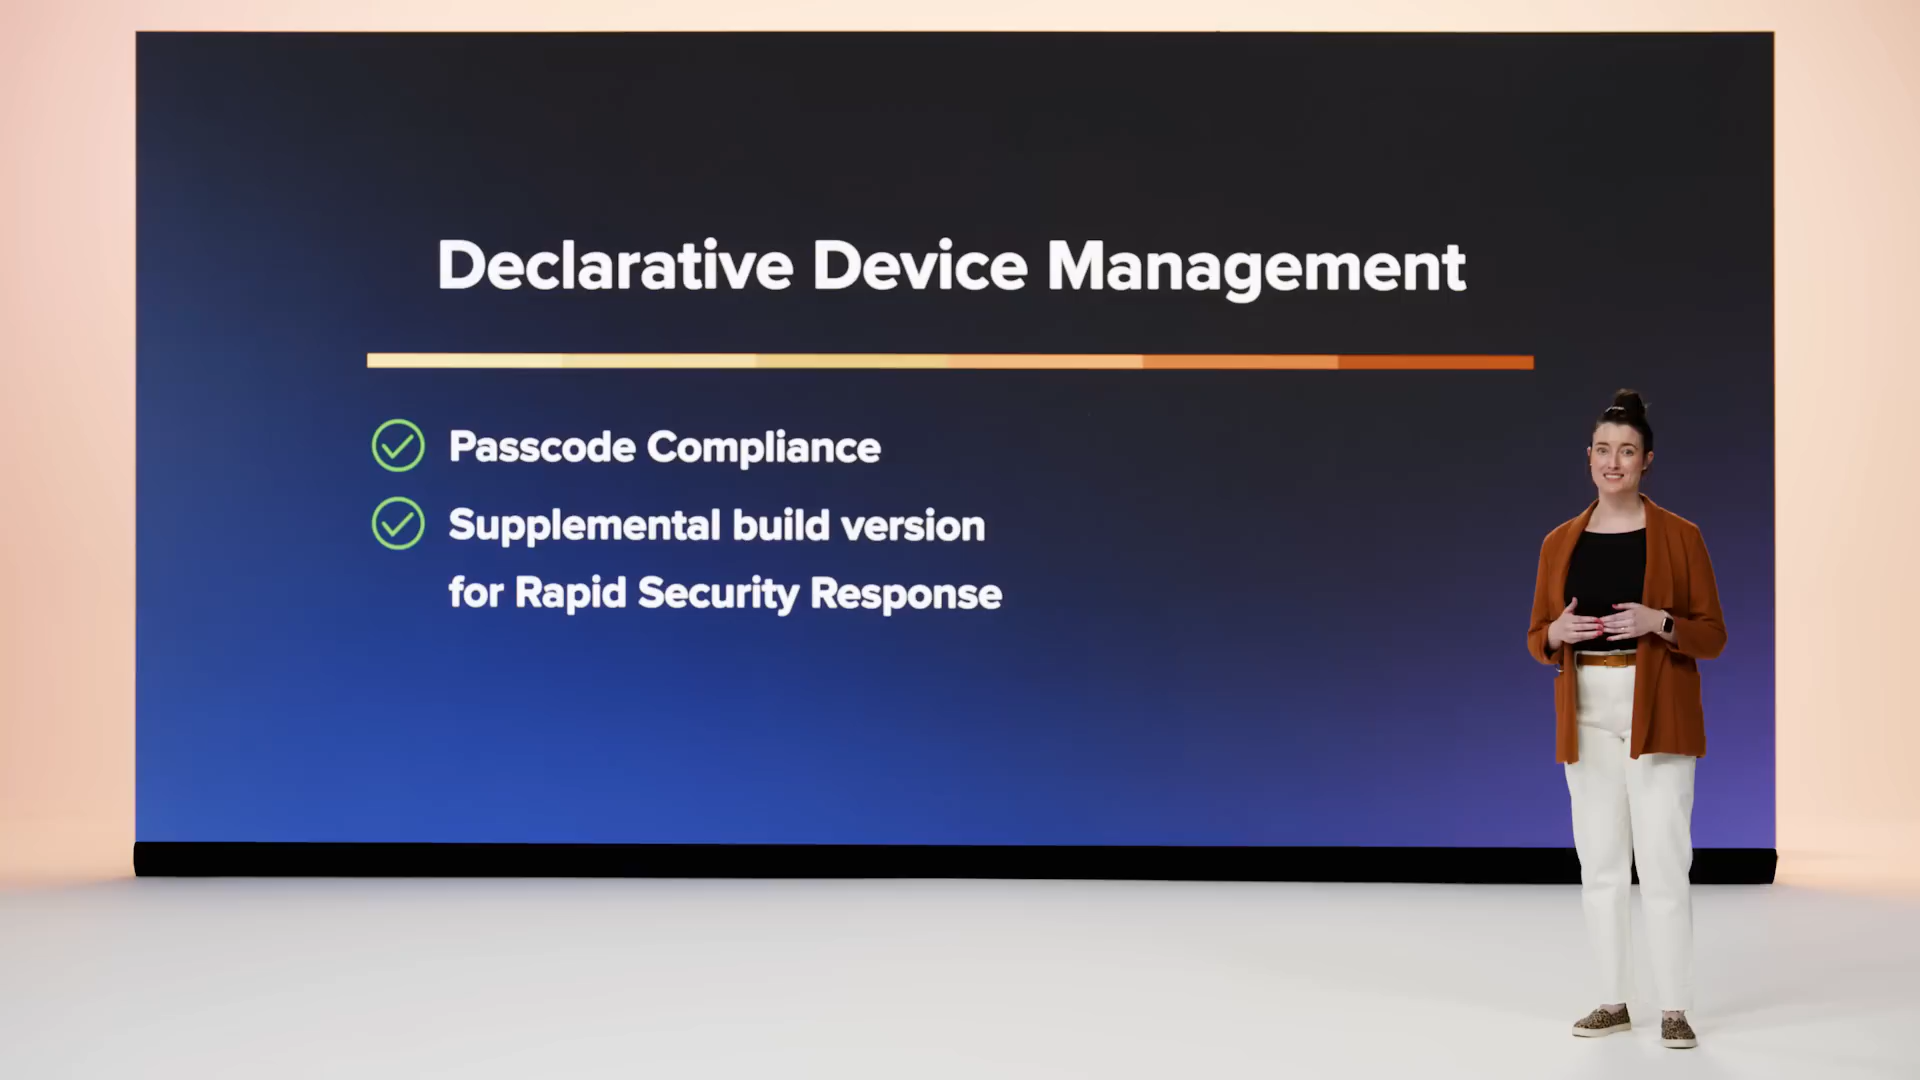 Declarative Device Management
Passcode Compliance
Supplemental build version
for Rapid Security Response